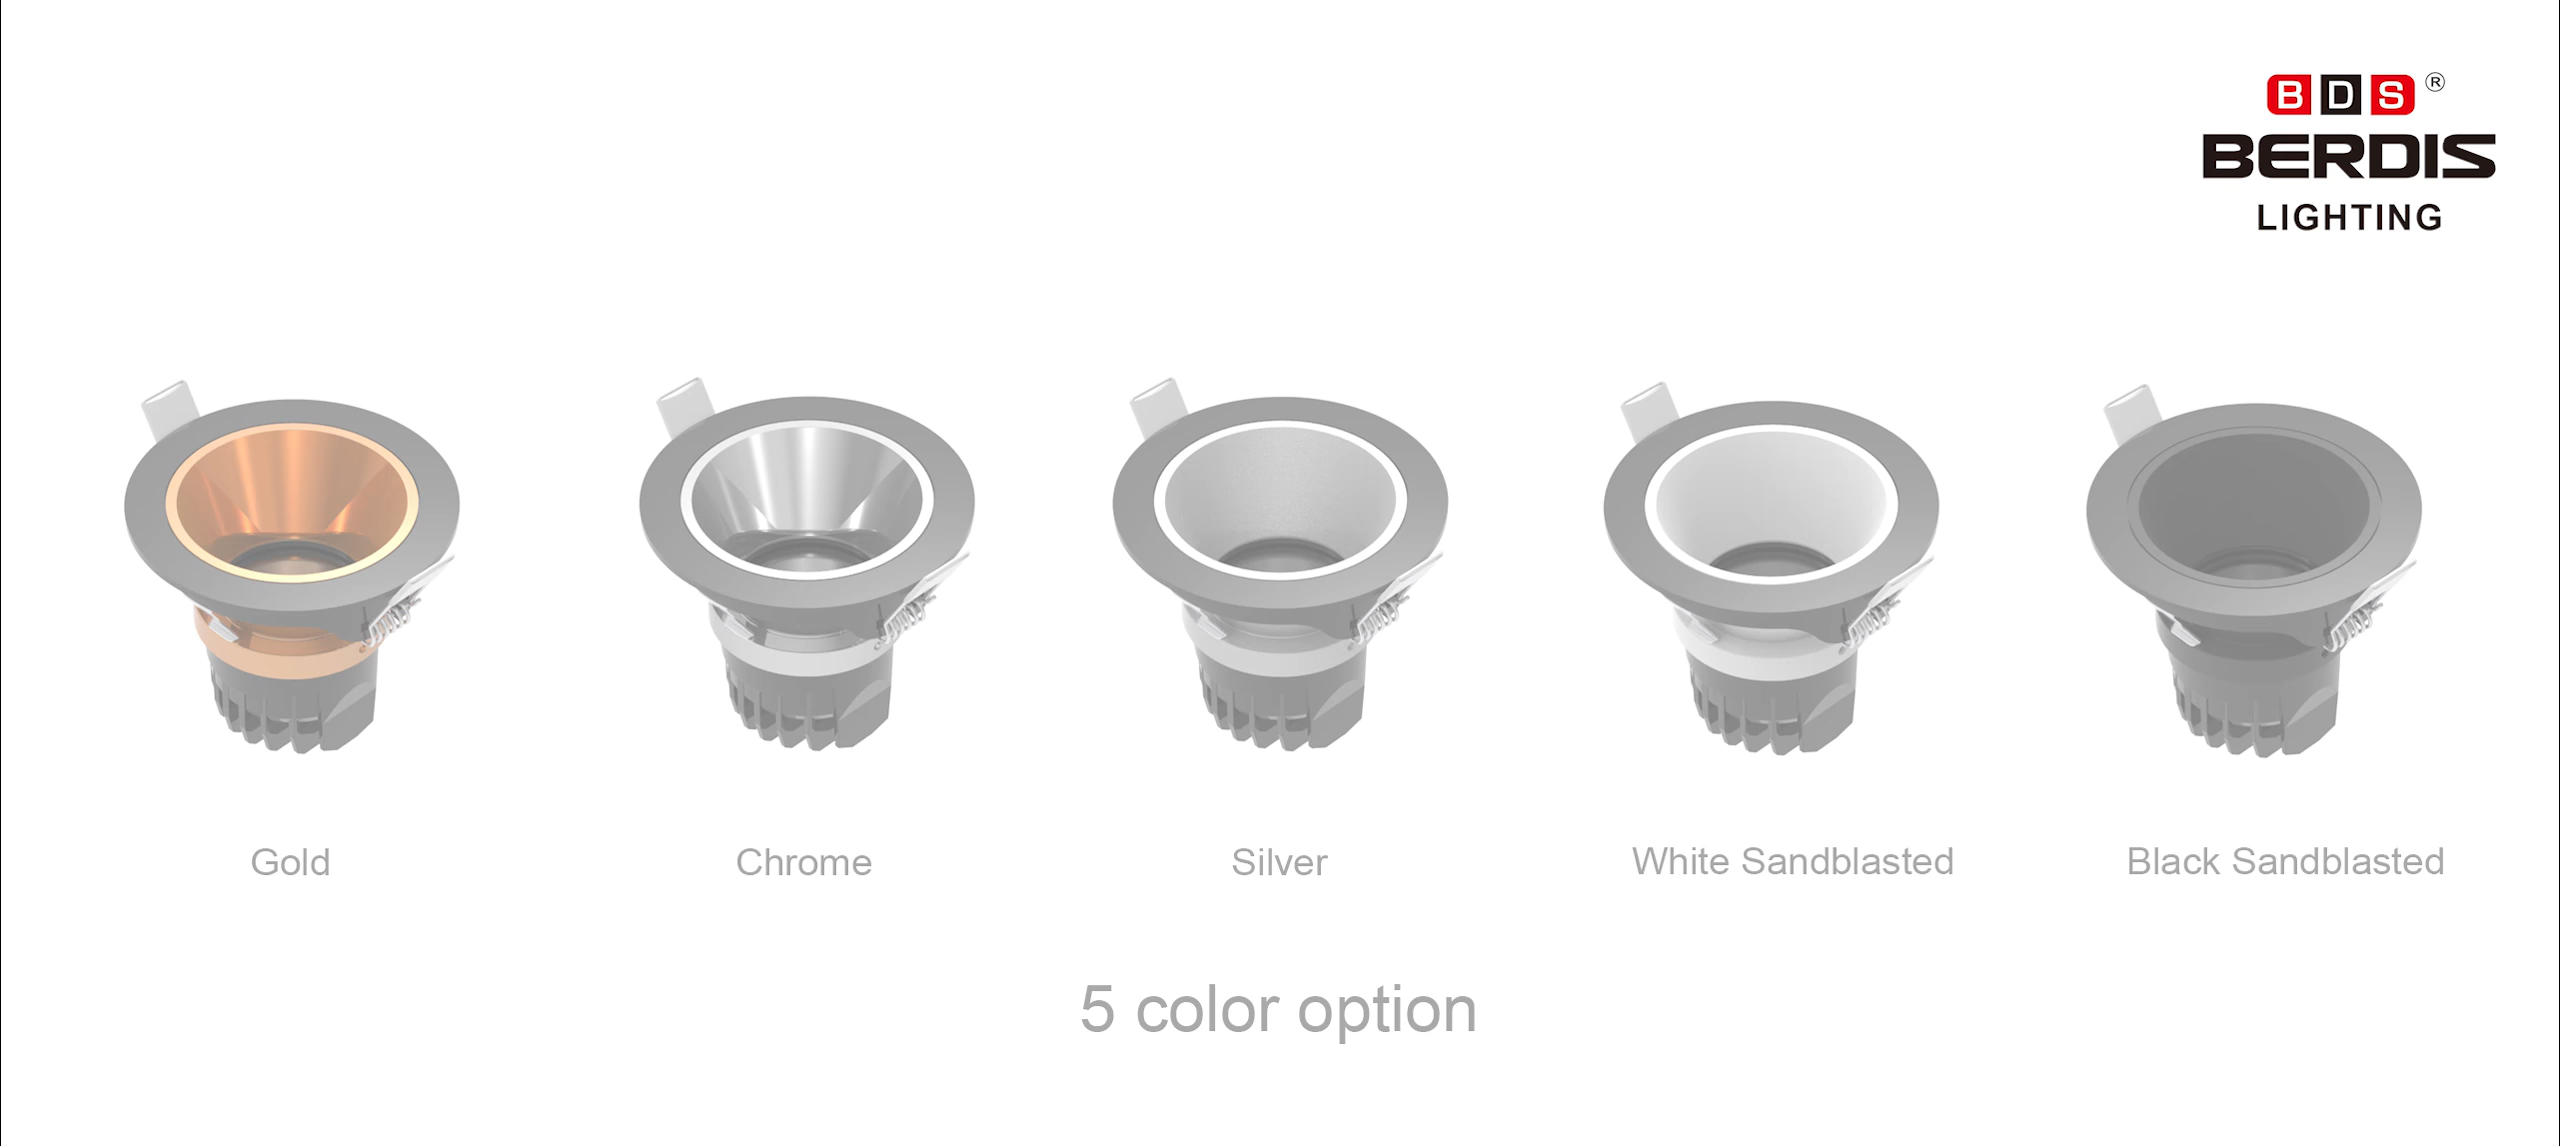 BDS®
BERDIS
LIGHTING
Gold
Chrome
Silver
White Sandblasted
Black Sandblasted
5 color option